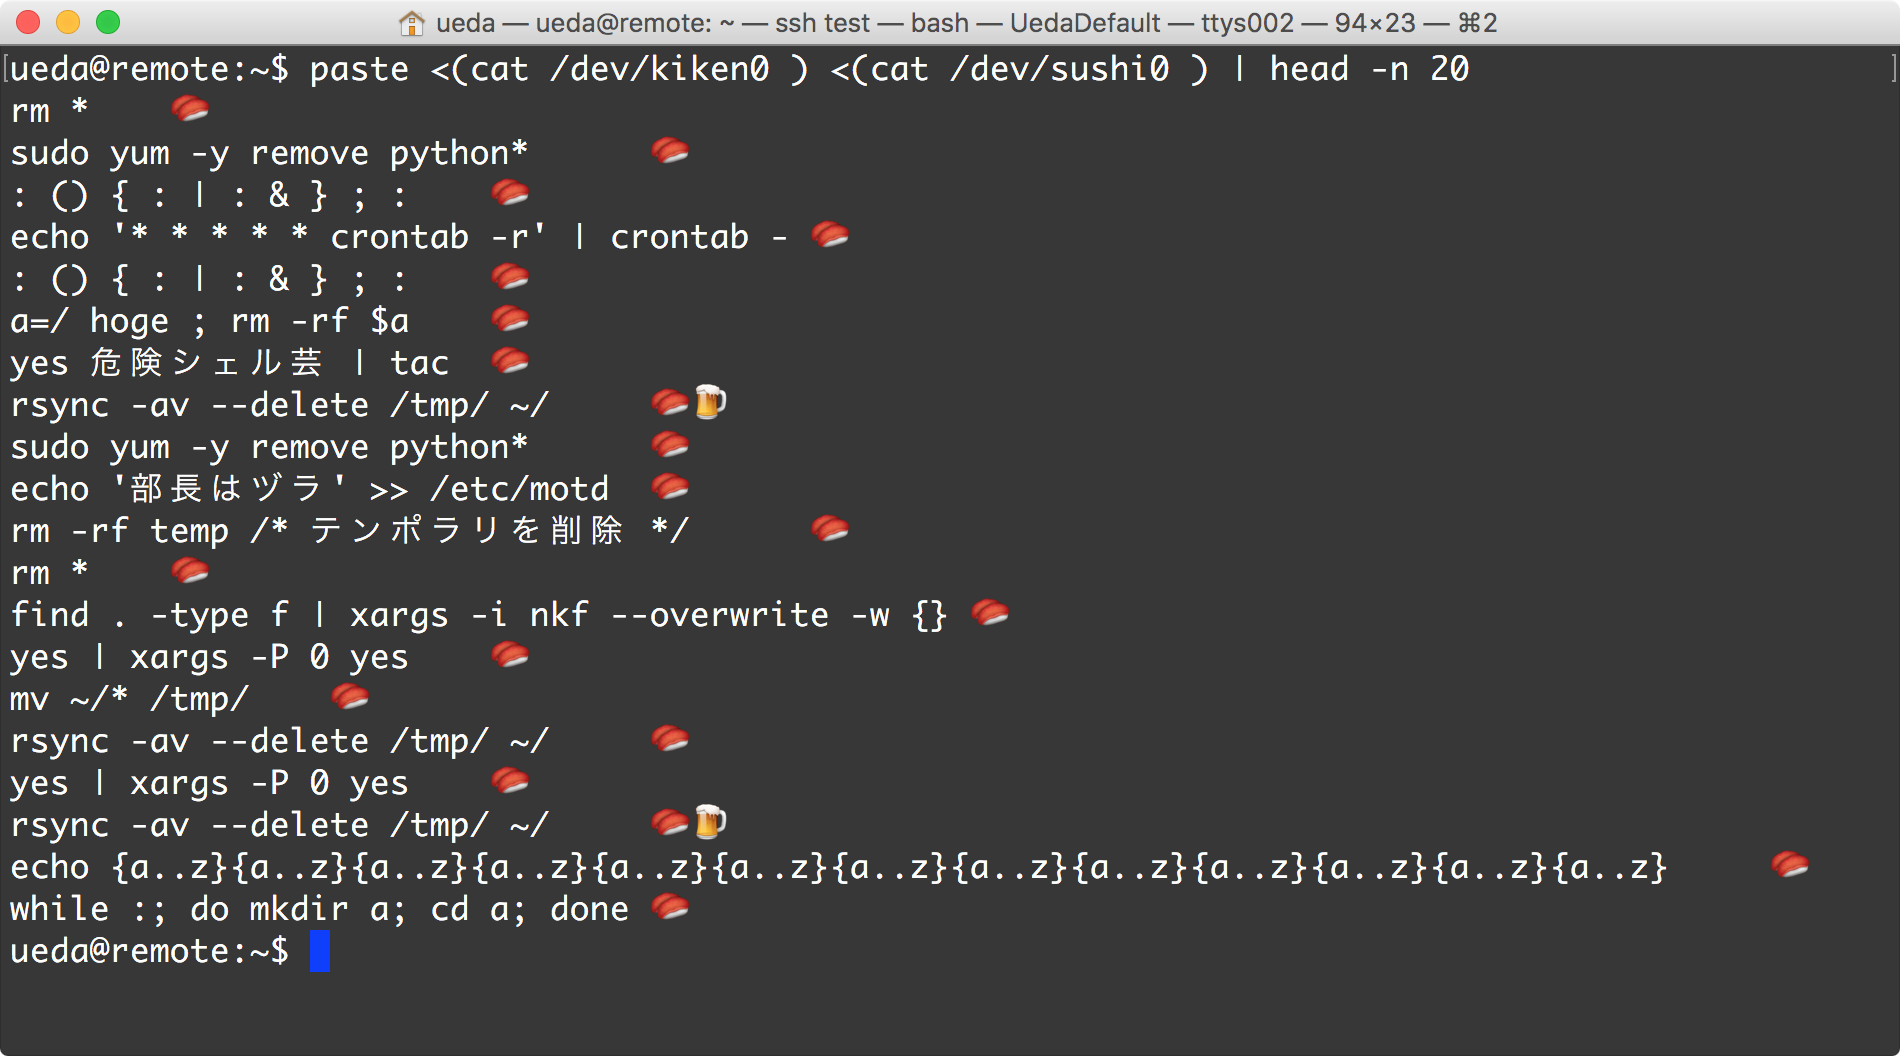 ueda — ueda@remote: ~ — ssh test — bash — UedaDefault — ttys002 — 94×23 — ⌘2
ueda@remote:~$ paste <(cat /dev/kiken0 ) <(cat /dev/sushi0 ) | head -n 20
rm * 🍣
sudo yum -y remove python* 🍣
: () { : | : & } ; : 🍣
echo '* * * * * crontab -r' | crontab - 🍣
: () { : | : & } ; : 🍣
a=/ hoge ; rm -rf $a 🍣
yes 危険シェル芸 | tac 🍣
rsync -av --delete /tmp/ ~/ 🍣🍺
sudo yum -y remove python* 🍣
echo '部長はヅラ' >> /etc/motd 🍣
rm -rf temp /* テンポラリを削除 */ 🍣
rm * 🍣
find . -type f | xargs -i nkf --overwrite -w {} 🍣
yes | xargs -P 0 yes 🍣
mv ~/* /tmp/ 🍣
rsync -av --delete /tmp/ ~/ 🍣
yes | xargs -P 0 yes 🍣
rsync -av --delete /tmp/ ~/ 🍣🍺
echo {a..z}{a..z}{a..z}{a..z}{a..z}{a..z}{a..z}{a..z}{a..z}{a..z}{a..z}{a..z}{a..z} 🍣
while :; do mkdir a; cd a; done 🍣
ueda@remote:~$